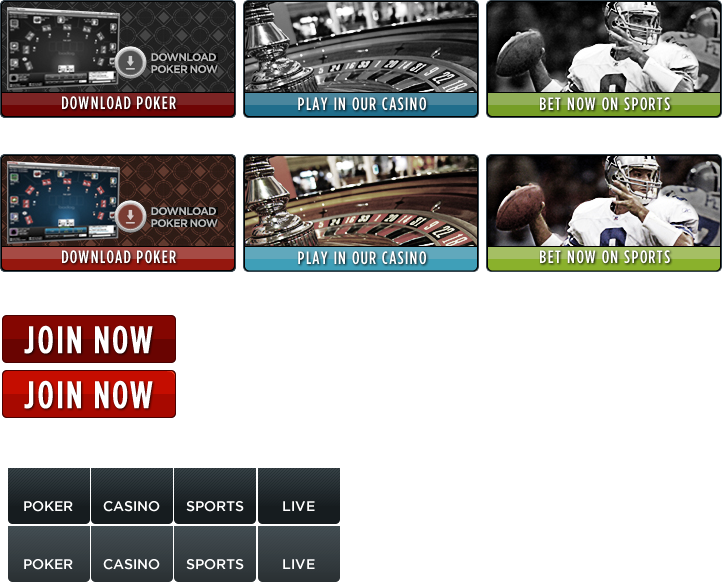 DOWNLOAD
POKER NOW
DOWNLOAD POKER
PLAY IN OUR CASINO
BET NOW ON SPORTS
DOWNLOAD
POKER NOW
DOWNLOAD POKER
PLAY IN OUR CASINO
BET NOW ON SPORTS
JOIN NOW
JOIN NOW
POKER CASINO SPORTS LIVE
POKER CASINO SPORTS LIVE